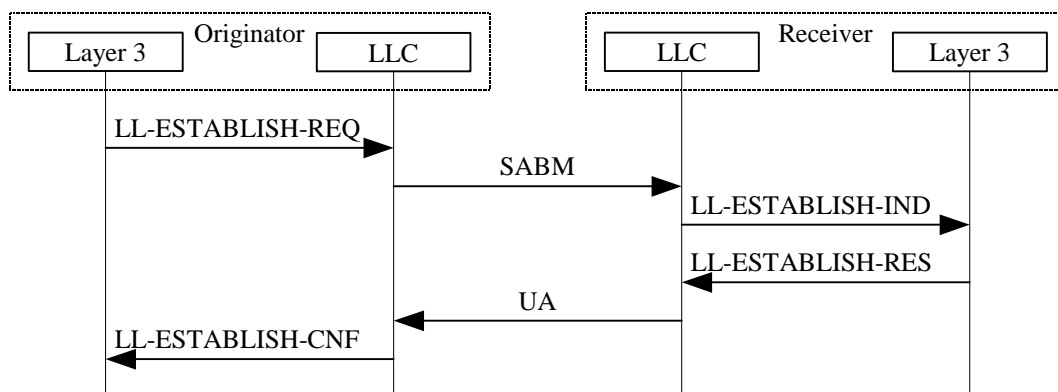 Originator
Receiver
Layer 3
LLC
LLC
Layer 3
LL-ESTABLISH-REQ
SABM
LL-ESTABLISH-IND
LL-ESTABLISH-RES
UA
LL-ESTABLISH-CNF